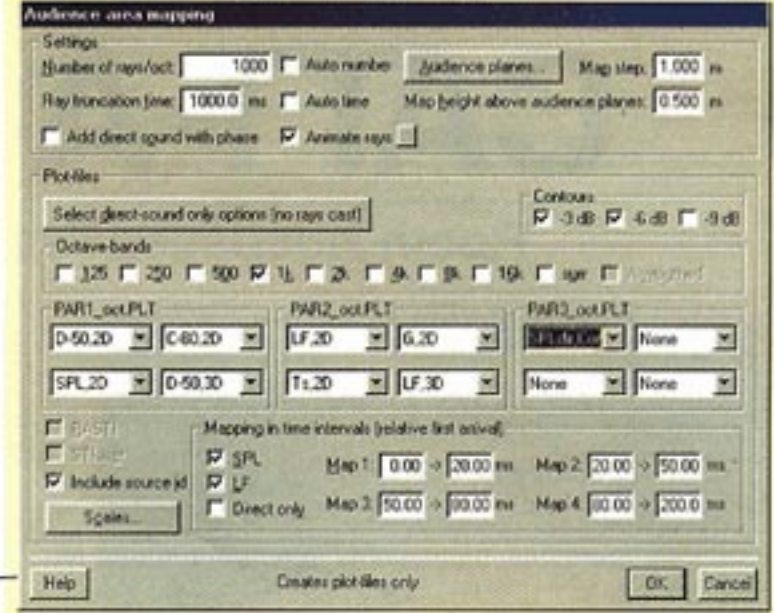 Audience area mapping
Settings
Number of rays/oct: 1000 Auto number Audience planes... Map step: 1.000 m
Ray truncation time: 1000.0 ms Auto time Map height above audience planes: 0.500 m
Add direct sound with phase Animate rays
Plot-files
Select direct-sound only options (no rays cast)
Contours
-3 dB -6 dB -9 dB
Octave-bands
125 250 500 1k 2k 4k 8k 16k
PAR1_oct.PLT PAR2_oct.PLT PAR3_oct.PLT
D-50,2D C-80,2D LF,2D G,2D None
SPL,2D D-50,3D Ts,2D LF,3D None None
RASTI
Mapping in time intervals (relative first arrival)
SPL Map 1: 0.00 -> 20.00 ms Map 2: 20.00 -> 50.00 ms
Include source id LF
Scales... Direct only Map 3: 50.00 -> 80.00 ms Map 4: 80.00 -> 200.0 ms
Help Creates plot-files only OK Cancel